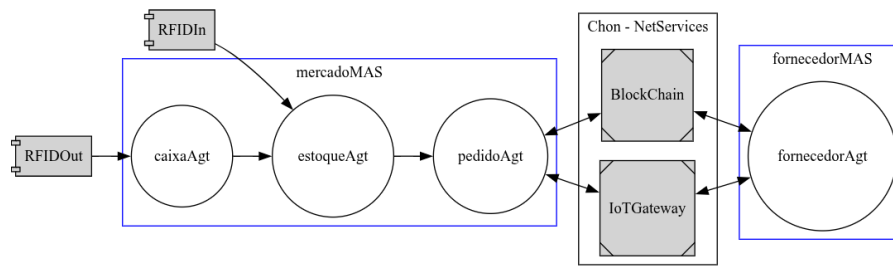 RFIDIn
Chon - NetServices
mercadoMAS
fornecedorMAS
BlockChain
RFIDOut
caixaAgt
estoqueAgt
pedidoAgt
fornecedorAgt
IoTGateway